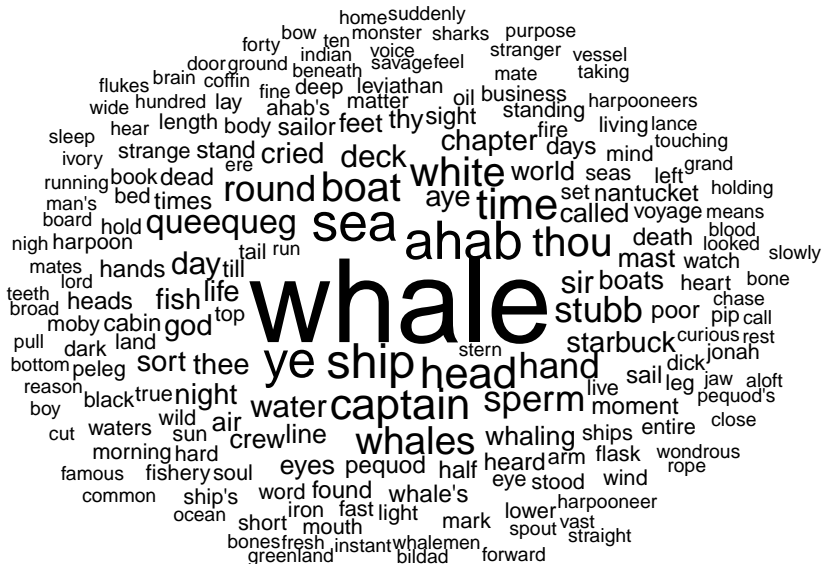 home suddenly
bow ten monster sharks purpose
forty indian voice stranger vessel
door ground beneath savage feel mate taking
flukes brain coffin fine deep leviathan oil business
wide hundred lay ahab's matter standing harpooneers
length body sailor feet thy sight chapter fire living lance
sleep hear strange stand cried deck days mind touching
ivory ere white world seas left grand
running book dead round boat aye time set nantucket holding
man's bed times called voyage means
board hold queequeg sea ahab thou death blood
nigh harpoon tail run mast watch looked slowly
mates hands day till whale sir boats heart bone
teeth lord heads fish life stubb poor chase
broad moby cabin god top pip call
pull dark land stern starbuck curious rest
bottom peleg sort thee ye ship head hand dick jonah
reason black true night live sail leg jaw aloft
boy water captain sperm moment pequod's
cut waters wild sun air crew line whales whaling ships entire close
morning hard heard arm flask wondrous
famous fishery soul eyes pequod half eye stood wind rope
common ship's word found whale's harpooneer
ocean iron fast light mark lower vast
short mouth spout straight
bones fresh instant whalemen
greenland bildad forward